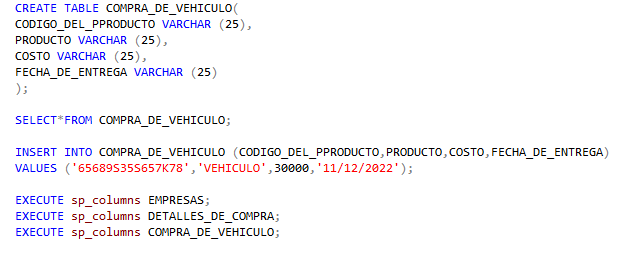 CREATE TABLE COMPRA_DE_VEHICULO(
CODIGO_DEL_PPRODUCTO VARCHAR (25),
PRODUCTO VARCHAR (25),
COSTO VARCHAR (25),
FECHA_DE_ENTREGA VARCHAR (25)
);
SELECT*FROM COMPRA_DE_VEHICULO;
INSERT INTO COMPRA_DE_VEHICULO (CODIGO_DEL_PPRODUCTO,PRODUCTO,COSTO,FECHA_DE_ENTREGA)
VALUES ('65689S35S657K78','VEHICULO',30000,'11/12/2022');
EXECUTE sp_columns EMPRESAS;
EXECUTE sp_columns DETALLES_DE_COMPRA;
EXECUTE sp_columns COMPRA_DE_VEHICULO;